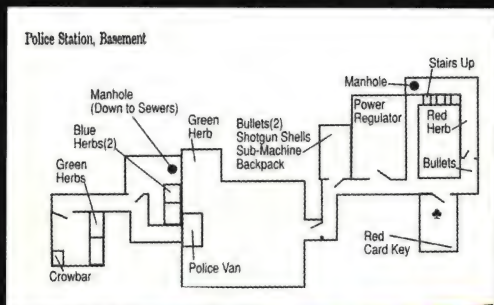 Police Station, Basement
Stairs Up
Manhole
Power
Regulator
Red
Herb
Bullets
Manhole
(Down to Sewers)
Green
Herb
Bullets(2)
Shotgun Shells
Sub-Machine
Backpack
Blue
Herbs(2)
Green
Herbs
Crowbar
Police Van
Red
Card Key